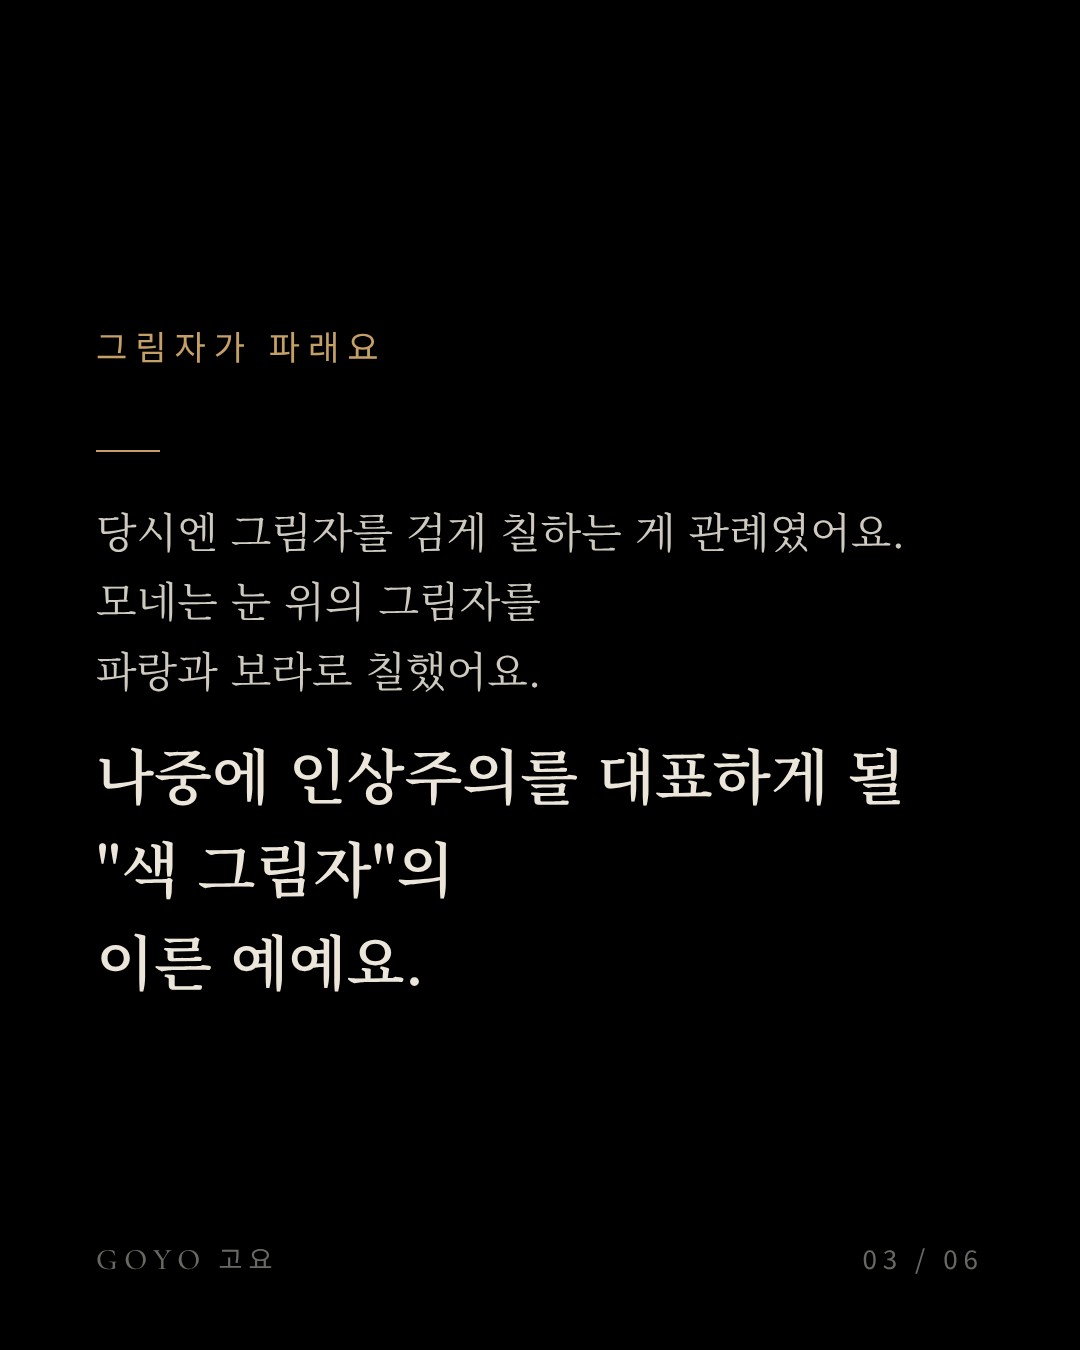 그림자가 파래요
당시엔 그림자를 검게 칠하는 게 관례였어요.
모네는 눈 위의 그림자를
파랑과 보라로 칠했어요.
나중에 인상주의를 대표하게 될
"색 그림자"의
이른 예예요.
GOYO 고요
03 / 06